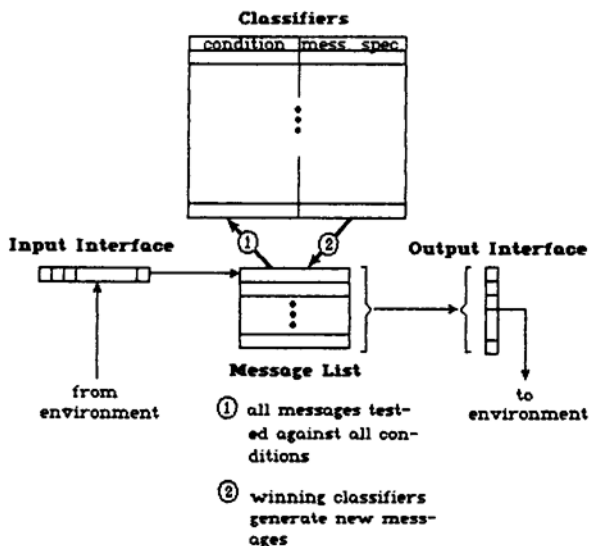 Classifiers
condition mess spec
① ②
Input Interface
Output Interface
Message List
from
environment
to
environment
① all messages test-
ed against all con-
ditions
② winning classifiers
generate new mess-
ages